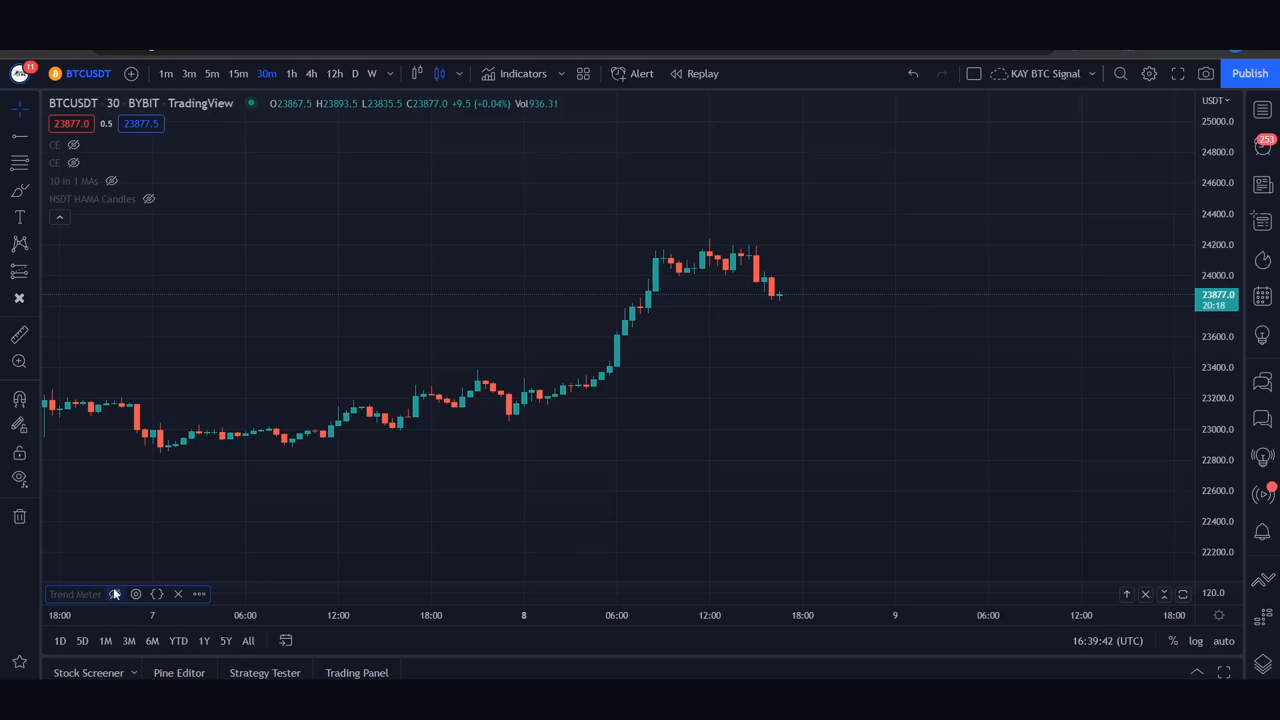 11 BTCUSDT 1m 3m 5m 15m 30m 1h 4h 12h D W Indicators Alert Replay KAY BTC Signal Publish
BTCUSDT · 30 · BYBIT · TradingView O23867.5 H23893.5 L23835.5 C23877.0 +9.5 (+0.04%) Vol936.31 USDT
23877.0 0.5 23877.5
CE
CE
10 in 1 MAs
NSDT HAMA Candles
25000.0
24800.0
24600.0
24400.0
24200.0
24000.0
23877.0
20:18
23600.0
23400.0
23200.0
23000.0
22800.0
22600.0
22400.0
22200.0
253
Trend Meter 120.0
18:00 7 06:00 12:00 18:00 8 06:00 12:00 18:00 9 06:00 12:00 18:00
1D 5D 1M 3M 6M YTD 1Y 5Y All 16:39:42 (UTC) % log auto
Stock Screener Pine Editor Strategy Tester Trading Panel